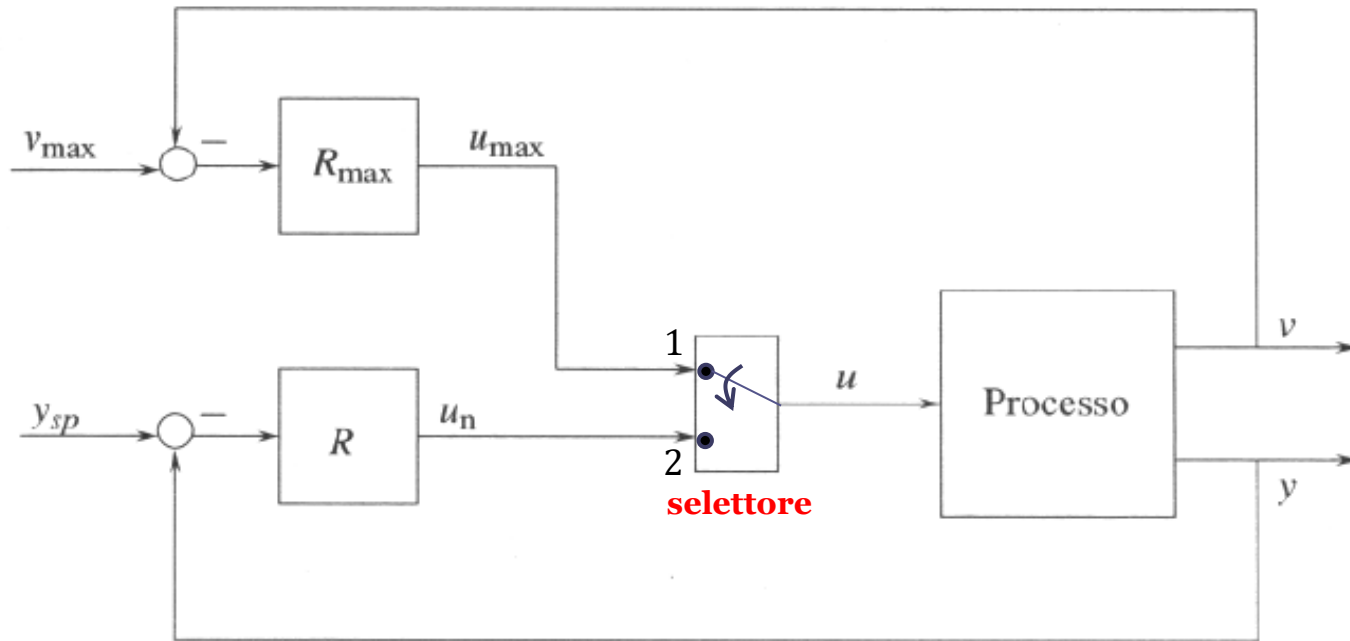 v_max
−
R_max
u_max
1
u
Processo
v
y_sp
−
R
u_n
2
selettore
y